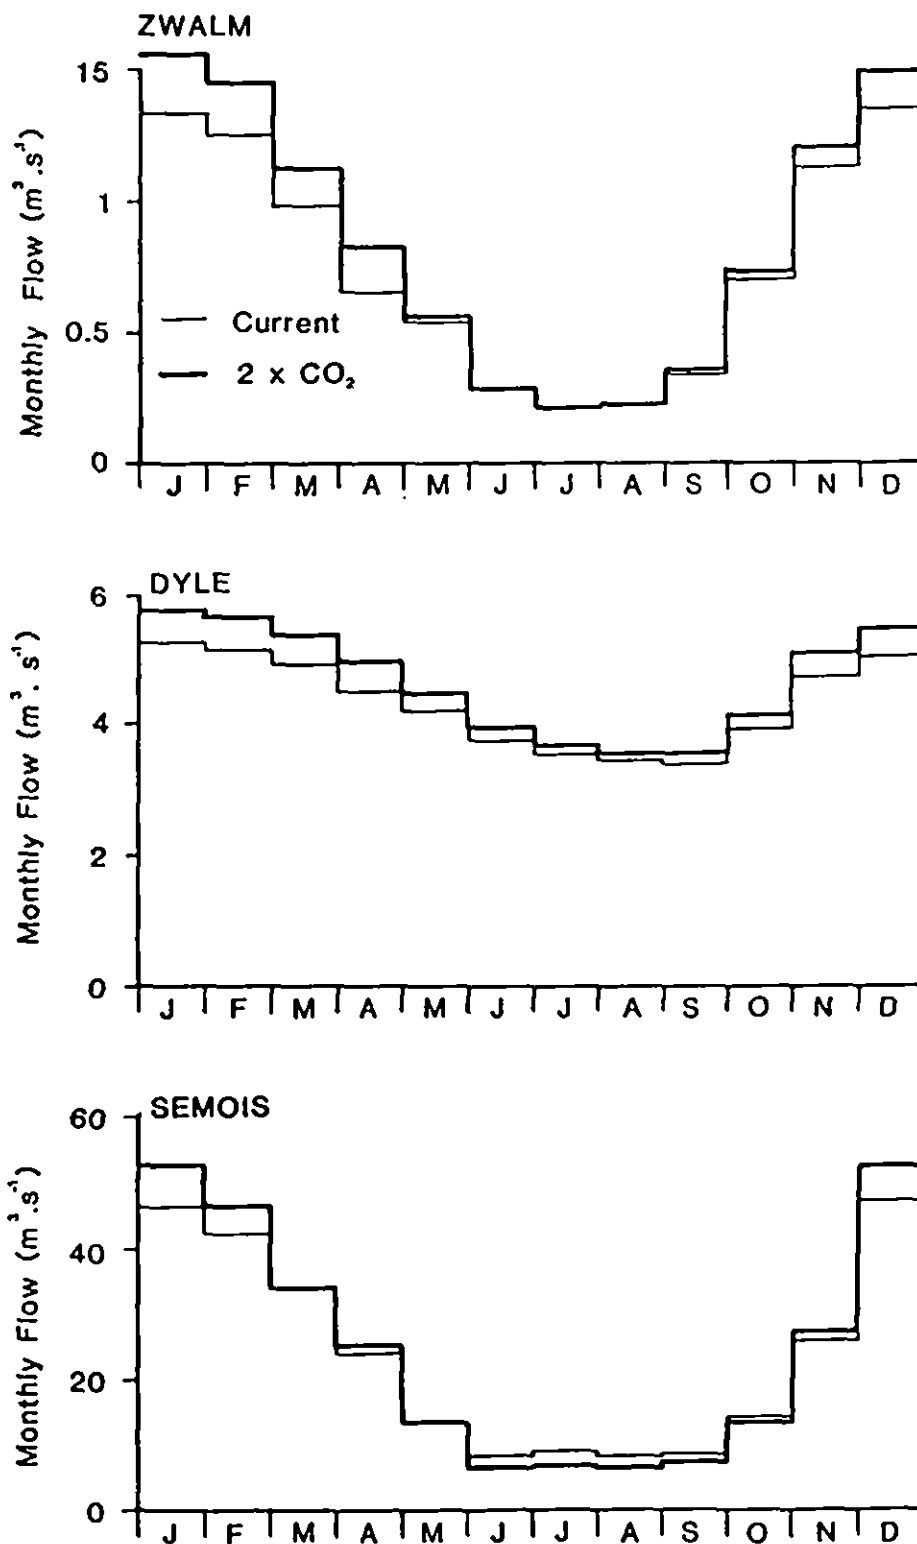 ZWALM
15
1
0.5
0
Monthly Flow (m³.s⁻¹)
Current
2 x CO₂
J F M A M J J A S O N D
DYLE
6
4
2
0
Monthly Flow (m³. s⁻¹)
J F M A M J J A S O N D
SEMOIS
60
40
20
0
Monthly Flow (m³.s⁻¹)
J F M A M J J A S O N D